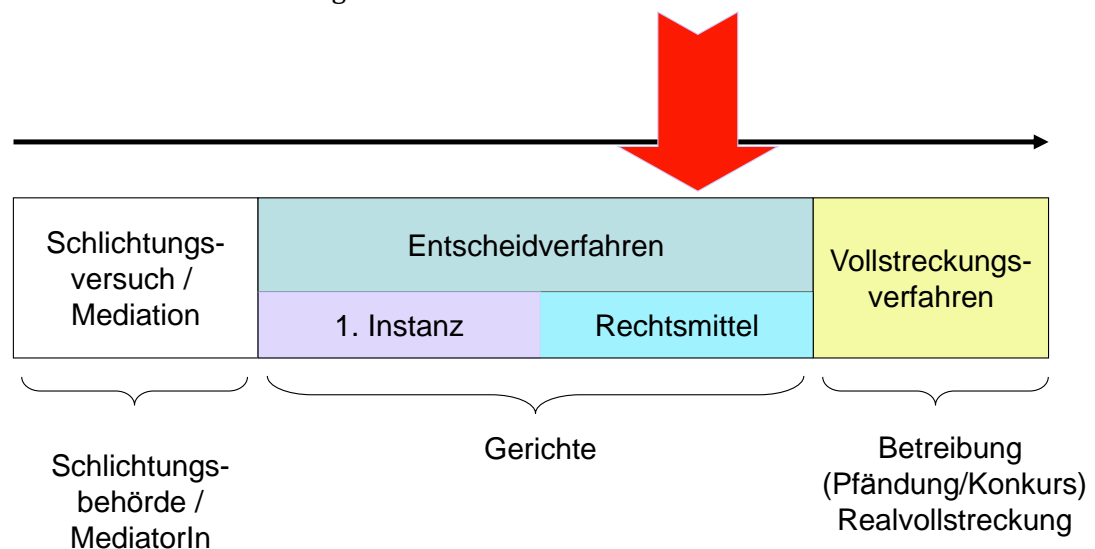 Schlichtungs-
versuch /
Mediation
Entscheidverfahren
1. Instanz
Rechtsmittel
Vollstreckungs-
verfahren
Schlichtungs-
behörde /
MediatorIn
Gerichte
Betreibung
(Pfändung/Konkurs)
Realvollstreckung